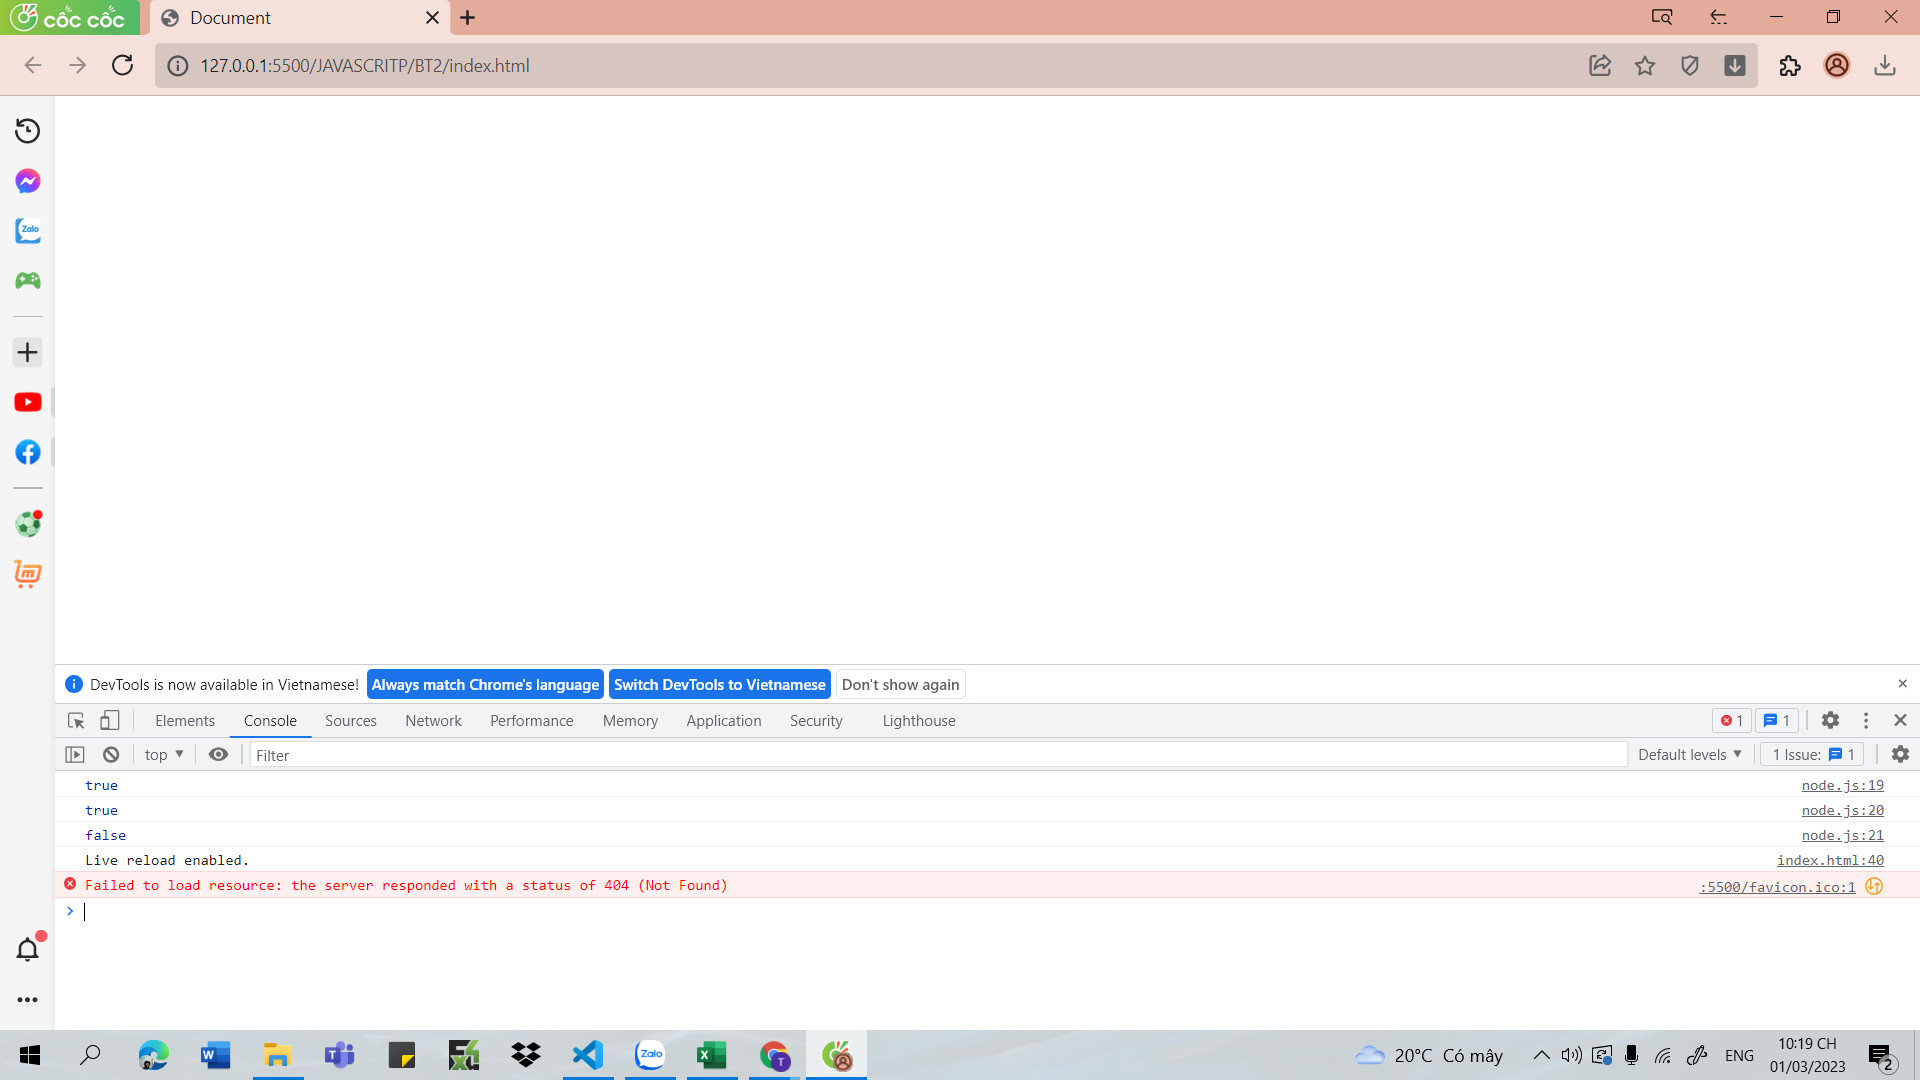 cốc cốc
Document
127.0.0.1:5500/JAVASCRITP/BT2/index.html
Zalo
DevTools is now available in Vietnamese! Always match Chrome's language Switch DevTools to Vietnamese Don't show again
Elements Console Sources Network Performance Memory Application Security Lighthouse 1 1
top Filter Default levels 1 Issue: 1
true node.js:19
true node.js:20
false node.js:21
Live reload enabled. index.html:40
Failed to load resource: the server responded with a status of 404 (Not Found) :5500/favicon.ico:1
Zalo
T
20°C Có mây ENG 10:19 CH
01/03/2023
2